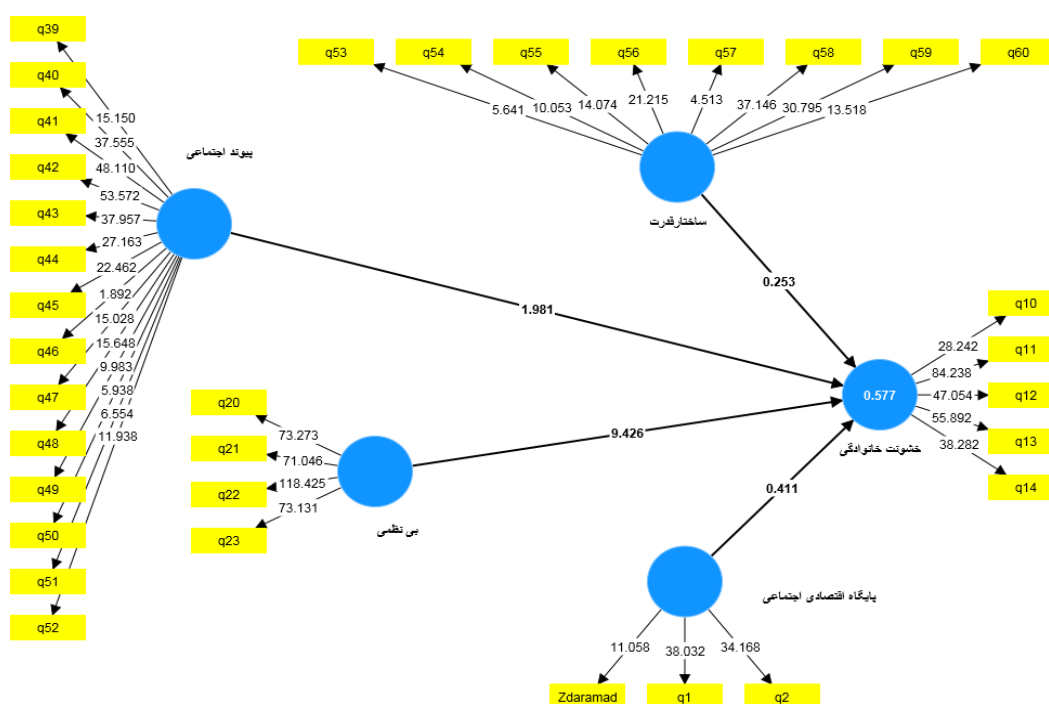 q39
q40
q41
q42
q43
q44
q45
q46
q47
q48
q49
q50
q51
q52
15.150
37.555
48.110
53.572
37.957
27.163
22.462
1.892
15.028
15.648
9.983
5.938
6.554
11.938
پیوند اجتماعی
q53
q54
q55
q56
q57
q58
q59
q60
5.641
10.053
14.074
21.215
4.513
37.146
30.795
13.518
ساختارقدرت
0.253
1.981
9.426
0.411
q20
q21
q22
q23
73.273
71.046
118.425
73.131
بی نظمی
0.577
خشونت خانوادگی
q10
q11
q12
q13
q14
28.242
84.238
47.054
55.892
38.282
پایگاه اقتصادی اجتماعی
11.058
38.032
34.168
Zdaramad
q1
q2